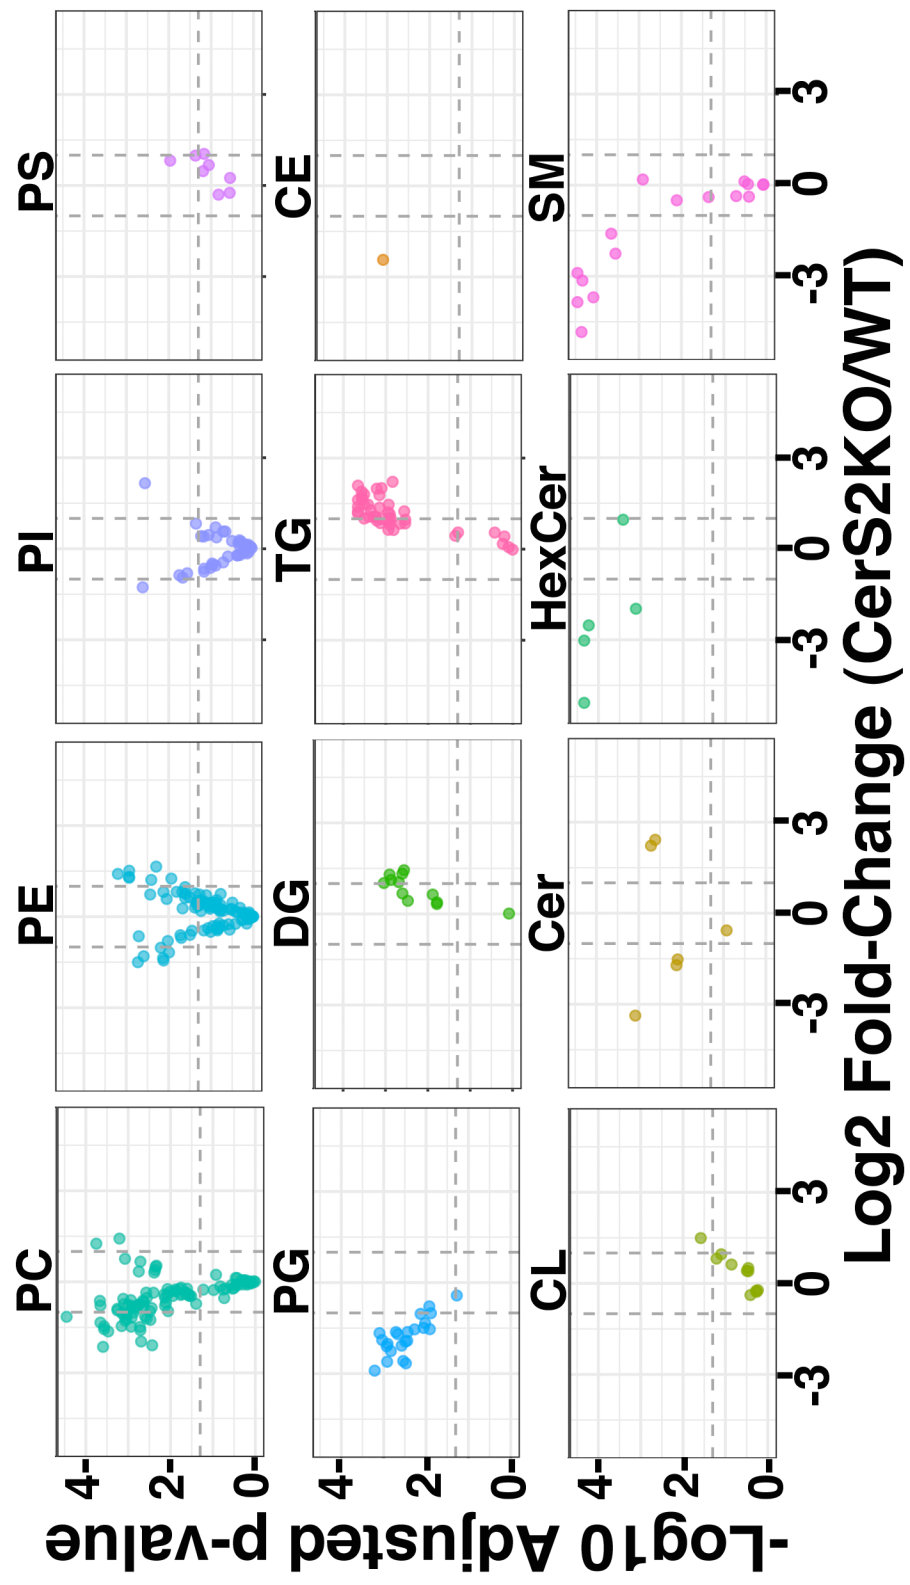 -Log10 Adjusted p-value
PC
PE
PI
PS
4
2
0
PG
DG
TG
CE
4
2
0
CL
Cer
HexCer
SM
4
2
0
-3 0 3 -3 0 3 -3 0 3 -3 0 3
Log2 Fold-Change (CerS2KO/WT)